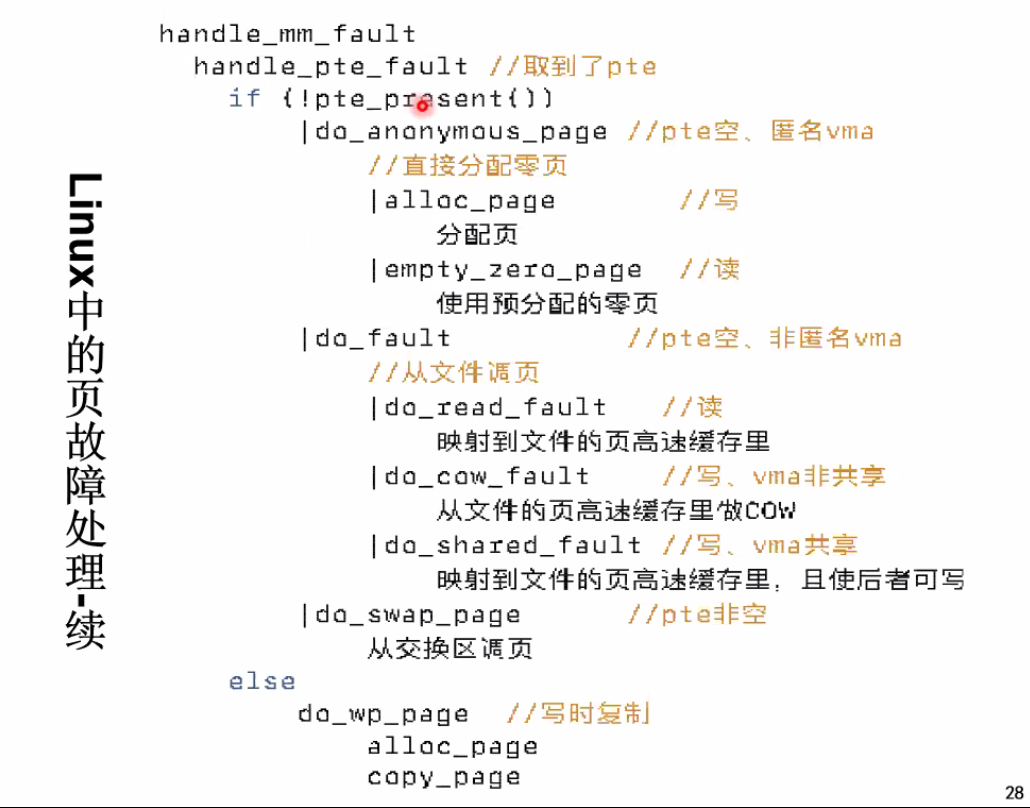 Linux中的页故障处理-续
handle_mm_fault
handle_pte_fault //取到了pte
if (!pte_present())
|do_anonymous_page //pte空、匿名vma
//直接分配零页
|alloc_page //写
分配页
|empty_zero_page //读
使用预分配的零页
|do_fault //pte空、非匿名vma
//从文件调页
|do_read_fault //读
映射到文件的页高速缓存里
|do_cow_fault //写、vma非共享
从文件的页高速缓存里做COW
|do_shared_fault //写、vma共享
映射到文件的页高速缓存里，且使后者可写
|do_swap_page //pte非空
从交换区调页
else
do_wp_page //写时复制
alloc_page
copy_page
28